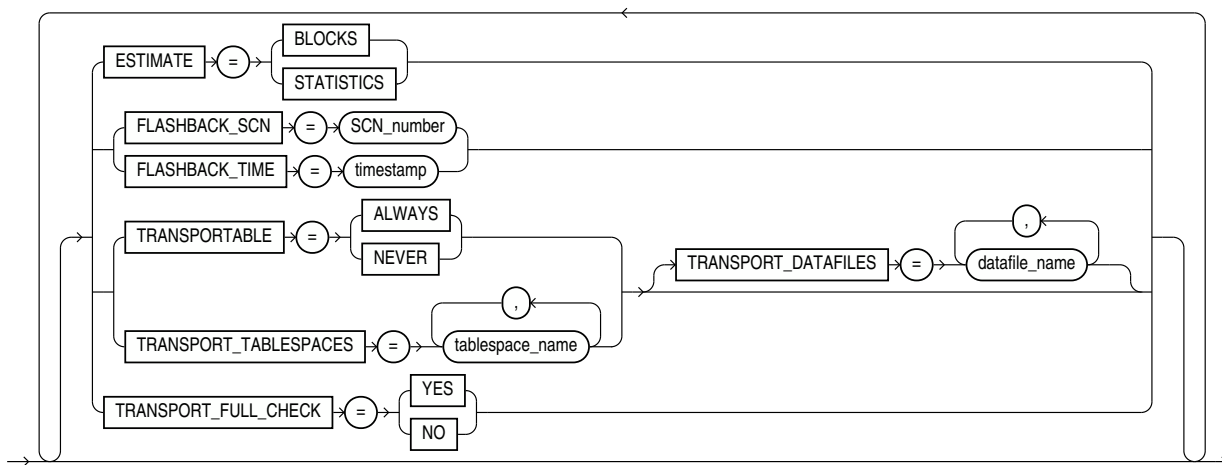 BLOCKS
ESTIMATE =
STATISTICS
FLASHBACK_SCN = SCN_number
FLASHBACK_TIME = timestamp
ALWAYS
TRANSPORTABLE =
NEVER
,
TRANSPORT_DATAFILES = datafile_name
,
TRANSPORT_TABLESPACES = tablespace_name
YES
TRANSPORT_FULL_CHECK =
NO